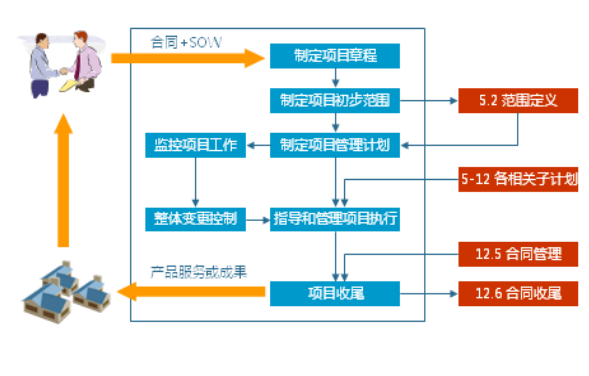 合同+SOW
制定项目章程
制定项目初步范围
5.2 范围定义
监控项目工作
制定项目管理计划
5-12 各相关子计划
整体变更控制
指导和管理项目执行
12.5 合同管理
产品服务或成果
项目收尾
12.6 合同收尾